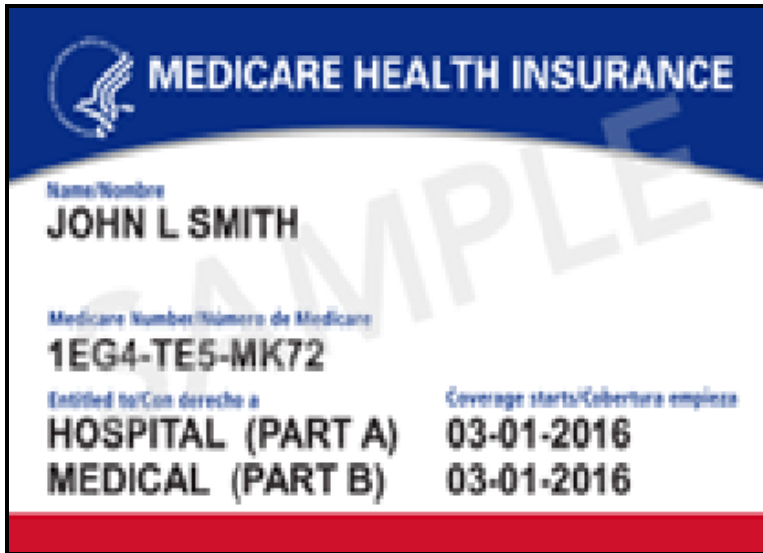 MEDICARE HEALTH INSURANCE
SAMPLE
Name/Nombre
JOHN L SMITH
Medicare Number/Número de Medicare
1EG4-TE5-MK72
Entitled to/Con derecho a Coverage starts/Cobertura empieza
HOSPITAL (PART A) 03-01-2016
MEDICAL (PART B) 03-01-2016